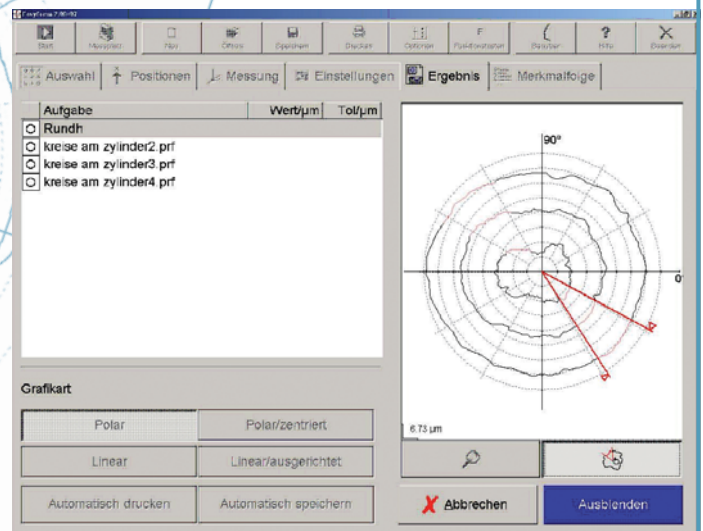 Start
Drucken
Optionen
Hilfe
Beenden
Auswahl Positionen Messung Einstellungen Ergebnis Merkmalfolge
Aufgabe Wert/µm Tol/µm
Rundh
kreise am zylinder2.prf
kreise am zylinder3.prf
kreise am zylinder4.prf
90°
0°
6.73 µm
Grafikart
Polar Polar/zentriert
Linear Linear/ausgerichtet
Automatisch drucken Automatisch speichern
Abbrechen Ausblenden